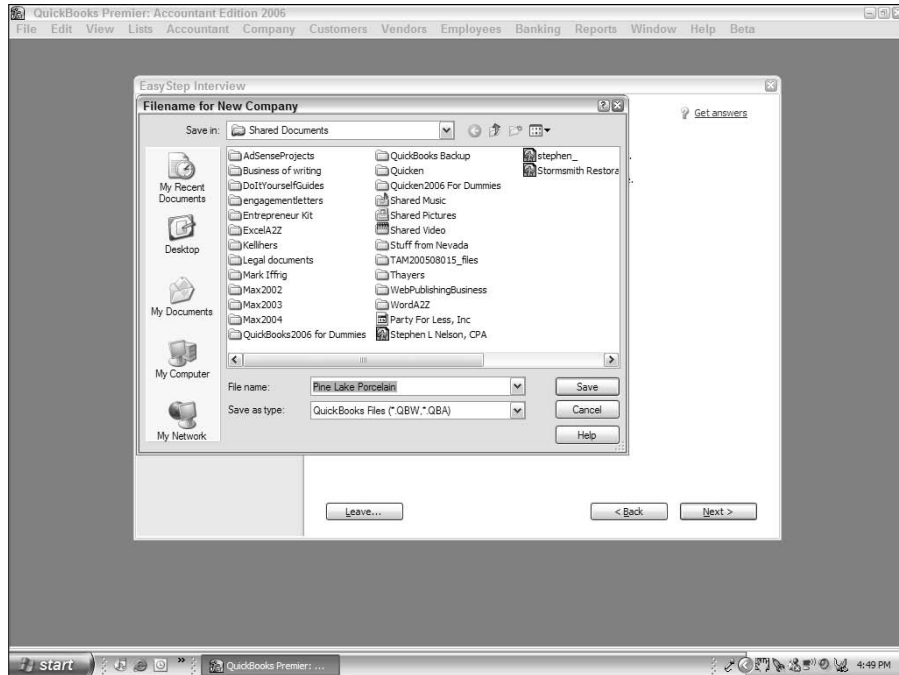 QuickBooks Premier: Accountant Edition 2006
File Edit View Lists Accountant Company Customers Vendors Employees Banking Reports Window Help Beta
EasyStep Interview
Filename for New Company
Get answers
Save in: Shared Documents
My Recent Documents
Desktop
My Documents
My Computer
My Network
AdSenseProjects
Business of writing
DoItYourselfGuides
engagementletters
Entrepreneur Kit
ExcelA2Z
Kellihers
Legal documents
Mark Iffrig
Max2002
Max2003
Max2004
QuickBooks2006 for Dummies
QuickBooks Backup
Quicken
Quicken2006 For Dummies
Shared Music
Shared Pictures
Shared Video
Stuff from Nevada
TAM200508015_files
Thayers
WebPublishingBusiness
WordA2Z
Party For Less, Inc
Stephen L Nelson, CPA
stephen_
Stormsmith Restora
File name: Pine Lake Porcelain
Save as type: QuickBooks Files (*.QBW,*.QBA)
Save
Cancel
Help
Leave...
< Back
Next >
start
QuickBooks Premier: ...
4:49 PM